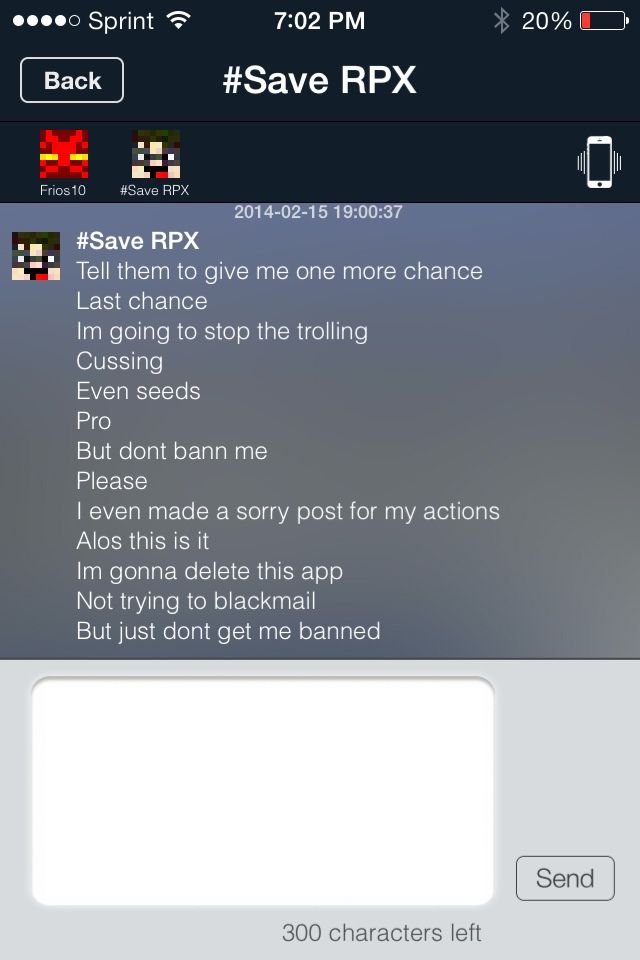 Sprint 7:02 PM 20%
Back #Save RPX
Frios10 #Save RPX
2014-02-15 19:00:37
#Save RPX
Tell them to give me one more chance
Last chance
Im going to stop the trolling
Cussing
Even seeds
Pro
But dont bann me
Please
I even made a sorry post for my actions
Alos this is it
Im gonna delete this app
Not trying to blackmail
But just dont get me banned
Send
300 characters left